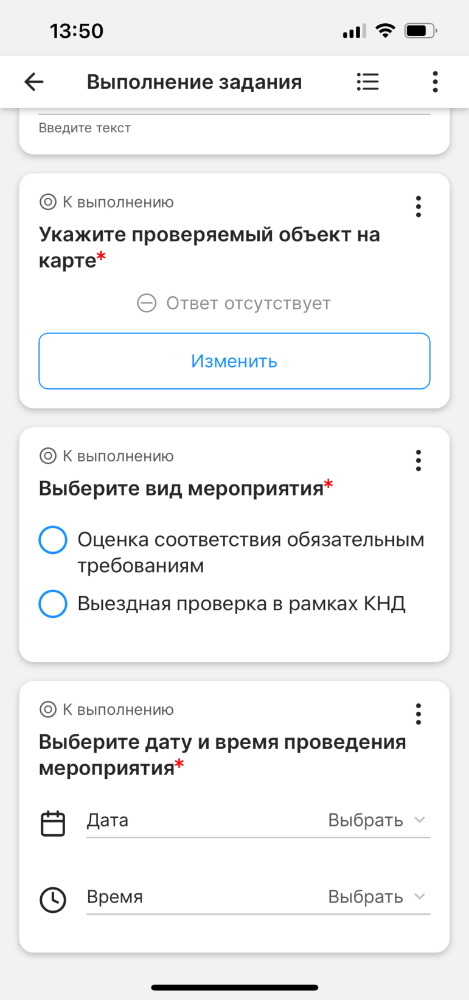 13:50
Выполнение задания
Введите текст
К выполнению
Укажите проверяемый объект на
карте*
Ответ отсутствует
Изменить
К выполнению
Выберите вид мероприятия*
Оценка соответствия обязательным
требованиям
Выездная проверка в рамках КНД
К выполнению
Выберите дату и время проведения
мероприятия*
Дата Выбрать
Время Выбрать